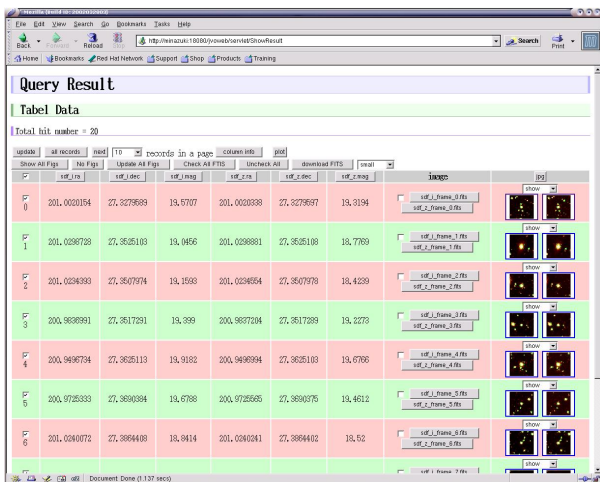 Mozilla {Build ID: 2002032803}
File Edit View Search Go Bookmarks Tasks Help
Back Forward Reload Stop http://minazuki:18080/jvoweb/servlet/ShowResult Search Print
Home Bookmarks Red Hat Network Support Shop Products Training
Query Result
Tabel Data
Total hit number = 20
update all records next 10 records in a page column info plot
Show All Figs No Figs Update All Figs Check All FTIS Uncheck All download FITS small
sdf_i.ra sdf_i.dec sdf_i.mag sdf_z.ra sdf_z.dec sdf_z.mag image jpg
show
0 201.0020154 27.3279589 19.5707 201.0020338 27.3279597 19.3194 sdf_i_frame_0.fits
sdf_z_frame_0.fits
show
1 201.0298728 27.3525103 19.0456 201.0298881 27.3525108 18.7769 sdf_i_frame_1.fits
sdf_z_frame_1.fits
show
2 201.0234393 27.3507974 19.1593 201.0234554 27.3507978 18.4239 sdf_i_frame_2.fits
sdf_z_frame_2.fits
show
3 200.9836991 27.3517291 19.399 200.9837204 27.3517289 19.2273 sdf_i_frame_3.fits
sdf_z_frame_3.fits
show
4 200.9496734 27.3625113 19.9182 200.9496994 27.3625103 19.6766 sdf_i_frame_4.fits
sdf_z_frame_4.fits
show
5 200.9725333 27.3690384 19.6788 200.9725565 27.3690375 19.4612 sdf_i_frame_5.fits
sdf_z_frame_5.fits
show
6 201.0240072 27.3864408 18.8414 201.0240241 27.3864402 18.52 sdf_i_frame_6.fits
sdf_z_frame_6.fits
show
sdf_i_frame_7.fits
Document: Done (1.137 secs)